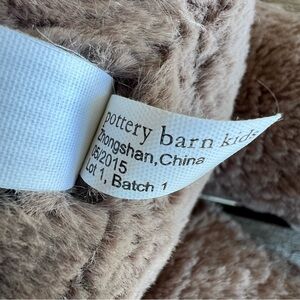 pottery barn kids
Zhongshan,China
05/2015
Lot 1, Batch 1